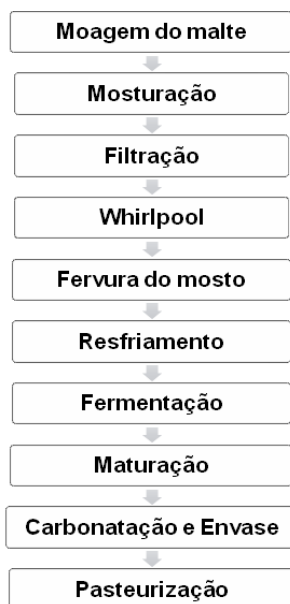 Moagem do malte
Mosturação
Filtração
Whirlpool
Fervura do mosto
Resfriamento
Fermentação
Maturação
Carbonatação e Envase
Pasteurização